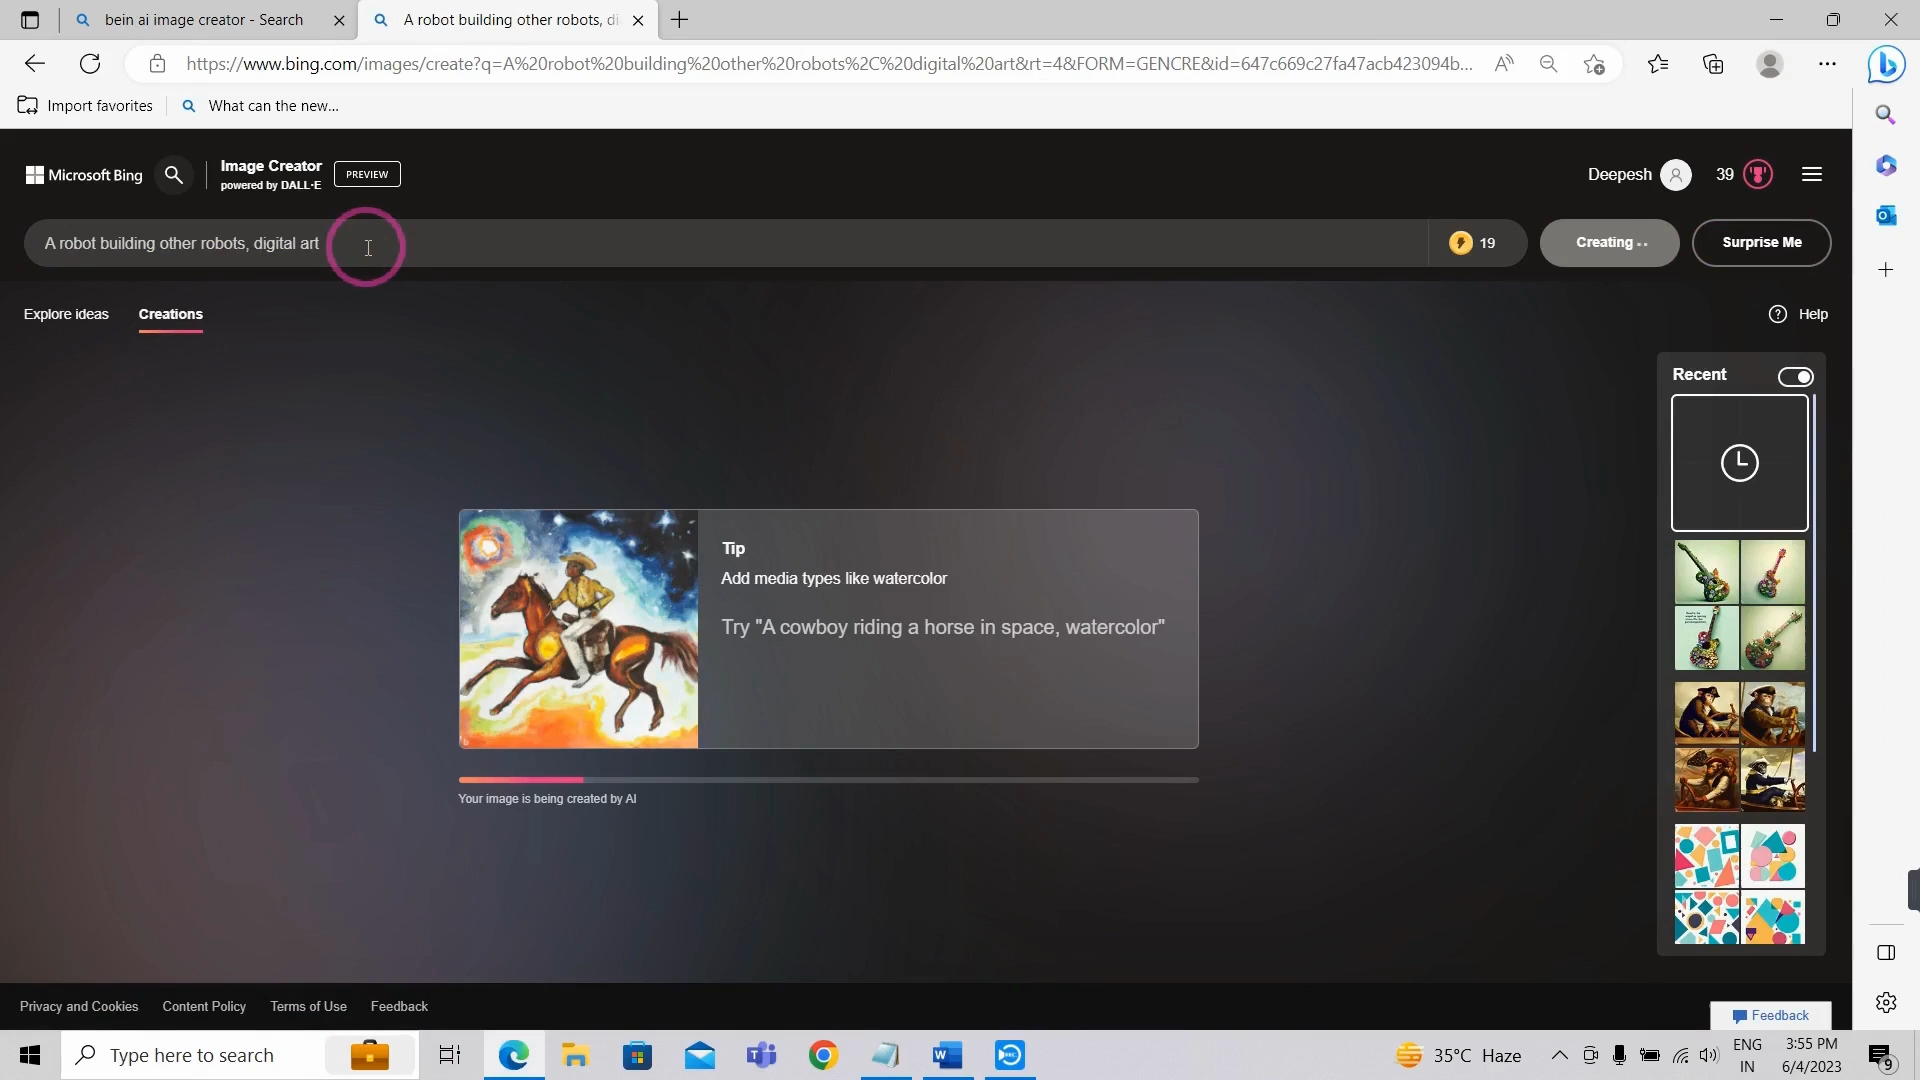 bein ai image creator - Search
A robot building other robots, di
https://www.bing.com/images/create?q=A%20robot%20building%20other%20robots%2C%20digital%20art&rt=4&FORM=GENCRE&id=647c669c27fa47acb423094b...
Import favorites
What can the new...
Microsoft Bing
Image Creator
powered by DALL·E
PREVIEW
Deepesh
39
A robot building other robots, digital art
19
Creating..
Surprise Me
Explore ideas
Creations
Help
Recent
Tip
Add media types like watercolor
Try "A cowboy riding a horse in space, watercolor"
Your image is being created by AI
Privacy and Cookies
Content Policy
Terms of Use
Feedback
Feedback
Type here to search
35°C Haze
ENG
IN
3:55 PM
6/4/2023
9